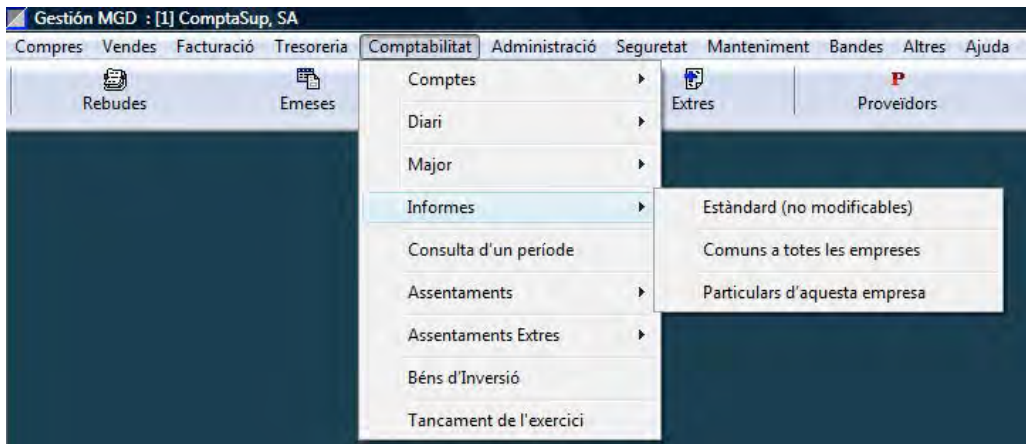 Gestión MGD : [1] ComptaSup, SA
Compres Vendes Facturació Tresoreria Comptabilitat Administració Seguretat Manteniment Bandes Altres Ajuda
Rebudes Emeses Extres P Proveïdors
Comptes
Diari
Major
Informes
Estàndard (no modificables)
Comuns a totes les empreses
Particulars d'aquesta empresa
Consulta d'un període
Assentaments
Assentaments Extres
Béns d'Inversió
Tancament de l'exercici